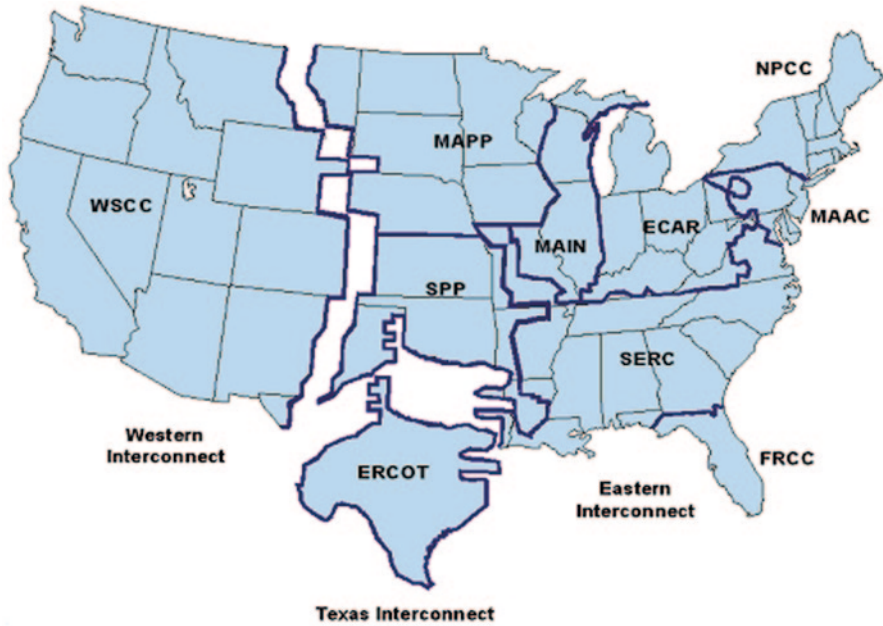 NPCC
MAPP
WSCC
MAAC
ECAR
MAIN
SPP
SERC
Western
Interconnect
FRCC
ERCOT
Eastern
Interconnect
Texas Interconnect